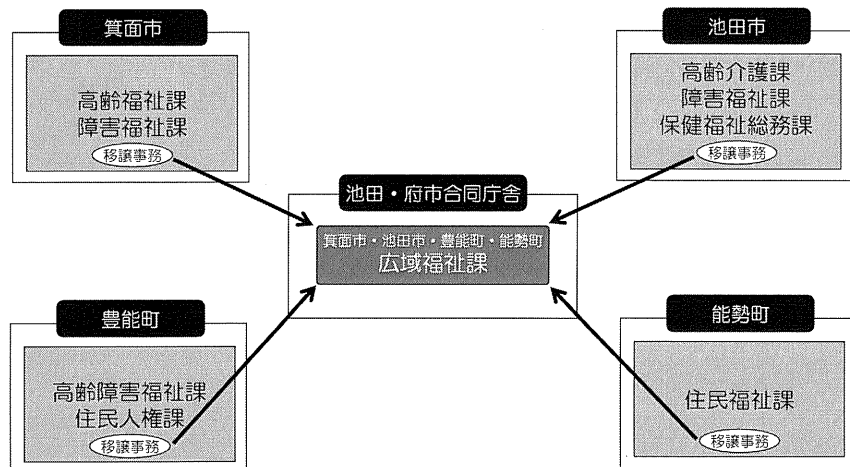 箕面市
高齢福祉課
障害福祉課
移譲事務
池田市
高齢介護課
障害福祉課
保健福祉総務課
移譲事務
池田・府市合同庁舎
箕面市・池田市・豊能町・能勢町
広域福祉課
豊能町
高齢障害福祉課
住民人権課
移譲事務
能勢町
住民福祉課
移譲事務